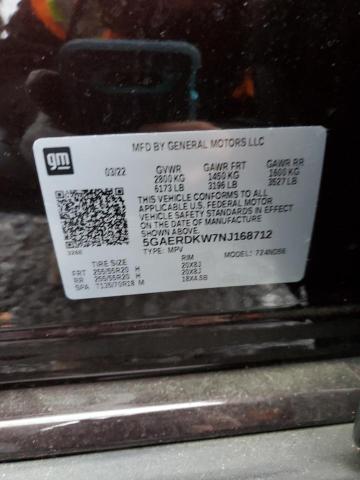 gm
MFD BY GENERAL MOTORS LLC
03/22 GVWR GAWR FRT GAWR RR
2800 KG 1450 KG 1600 KG
6173 LB 3196 LB 3527 LB
THIS VEHICLE CONFORMS TO ALL
APPLICABLE U.S. FEDERAL MOTOR
VEHICLE SAFETY STANDARDS IN EFFECT
ON THE DATE OF MANUFACTURE SHOWN ABOVE.
5GAERDKW7NJ168712
TYPE: MPV MODEL:
TIRE SIZE RIM
FRT 255/55R20 H 20X8J
RR 255/55R20 H 20X8J
SPA T135/70R18 M 18X4.5B